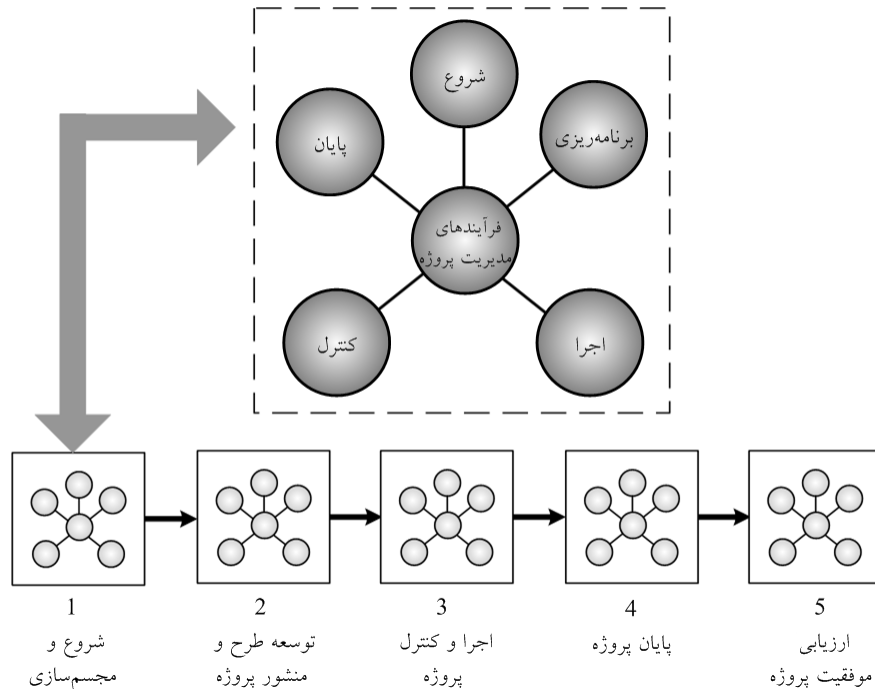 شروع
برنامه‌ریزی
پایان
فرآیندهای
مدیریت پروژه
کنترل
اجرا
1
شروع و
مجسم‌سازی
2
توسعه طرح و
منشور پروژه
3
اجرا و کنترل
پروژه
4
پایان پروژه
5
ارزیابی
موفقیت پروژه